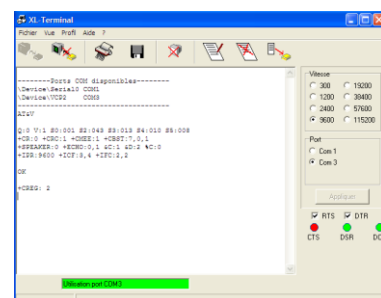 XL-Terminal
Fichier Vue Profil Aide ?
--------Ports COM disponibles--------
\Device\Serial0 COM1
\Device\VCP2 COM3
-------------------------------------
AT&V
Q:0 V:1 S0:001 S2:043 S3:013 S4:010 S5:008
+CR:0 +CRC:1 +CMEE:1 +CBST:7,0,1
+SPEAKER:0 +ECHO:0,1 &C:1 &D:2 %C:0
+IPR:9600 +ICF:3,4 +IFC:2,2
OK
+CREG: 2
Vitesse
300 19200
1200 38400
2400 57600
9600 115200
Port
Com 1
Com 3
Appliquer
RTS DTR
CTS DSR DC
Utilisation port COM3